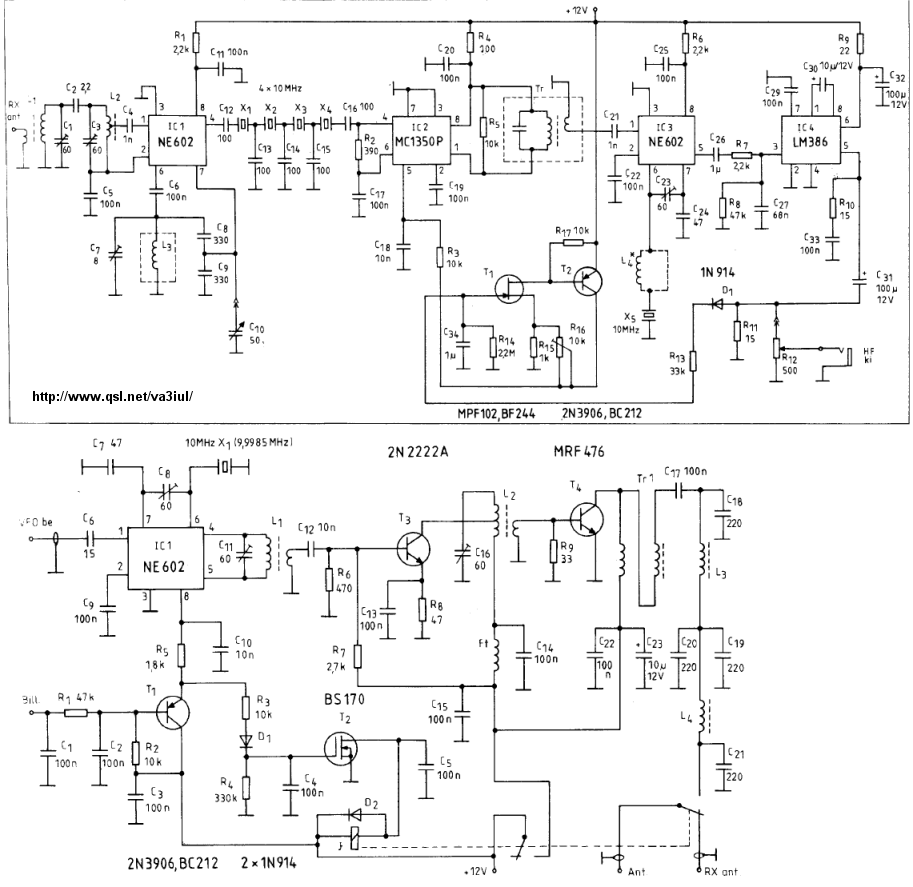 +12V
R1
2,2k
C11 100n
C20
100n
R4
100
C25
100n
R6
2,2k
R9
22
C30 10µ/12V
C29
100n
C32
100µ
12V
RX
ant
C2 2,2
L2
C4
1n
C1
60
C3
60
IC1
NE602
C12
100
4×10MHz
X1
X2
X3
X4
C16 100
C13
100
C14
100
C15
100
R2
390
C17
100n
IC2
MC1350P
R5
10k
Tr
C19
100n
C21
1n
IC3
NE602
C22
100n
C23
60
C24
47
C26
1µ
R7
2,2k
R8
47k
C27
68n
IC4
LM386
R10
15
C33
100n
C31
100µ
12V
C5
100n
C6
100n
C7
8
L3
C8
330
C9
330
C10
50.
C18
10n
R3
10k
R17 10k
T1
T2
C34
1µ
R14
2,2M
R15
1k
R16
10k
L4*
X5
10MHz
1N914
D1
R13
33k
R11
15
R12
500
HF
ki
http://www.qsl.net/va3iul/
MPF102,BF244 2N3906,BC212
C7 47
10MHz X1 (9,9985MHz)
2N2222A
MRF476
C8
60
VFO be
C6
15
IC1
NE602
C9
100n
C11
60
L1
C12 10n
R6
470
T3
C13
100n
R8
47
C16
60
L2
T4
R9
33
Tr1
C17 100n
C18
220
L3
C10
10n
R5
1,8k
R7
2,7k
Ft
C14
100n
C22
100
n
C23
10µ
12V
C20
220
C19
220
L4
C21
220
Bill.
R1 47k
T1
C1
100n
C2
100n
R2
10k
C3
100n
R3
10k
D1
R4
330k
C4
100n
BS170
T2
C5
100n
C15
100n
D2
J
2N3906,BC212 2×1N914
+12V
Ant
RX ant